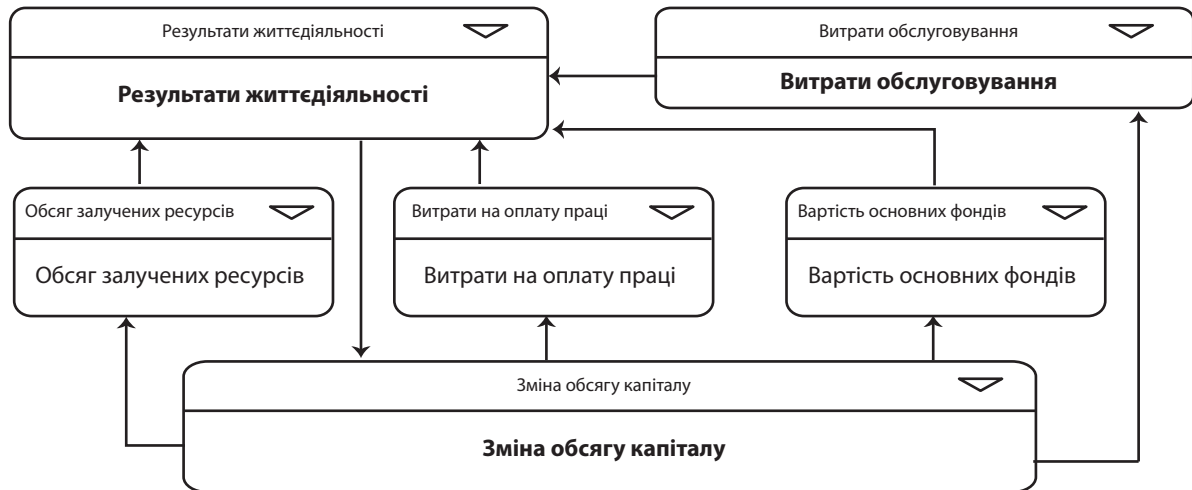 Результати життєдіяльності
Результати життєдіяльності
Витрати обслуговування
Витрати обслуговування
Обсяг залучених ресурсів
Обсяг залучених ресурсів
Витрати на оплату праці
Витрати на оплату праці
Вартість основних фондів
Вартість основних фондів
Зміна обсягу капіталу
Зміна обсягу капіталу